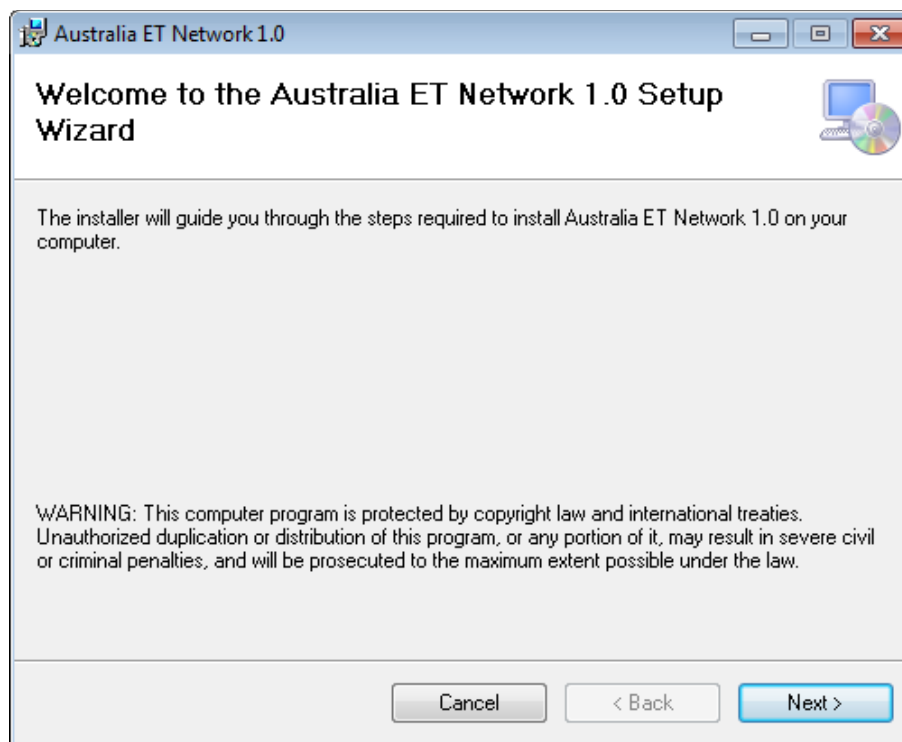 Australia ET Network 1.0
Welcome to the Australia ET Network 1.0 Setup
Wizard
The installer will guide you through the steps required to install Australia ET Network 1.0 on your
computer.
WARNING: This computer program is protected by copyright law and international treaties.
Unauthorized duplication or distribution of this program, or any portion of it, may result in severe civil
or criminal penalties, and will be prosecuted to the maximum extent possible under the law.
Cancel < Back Next >